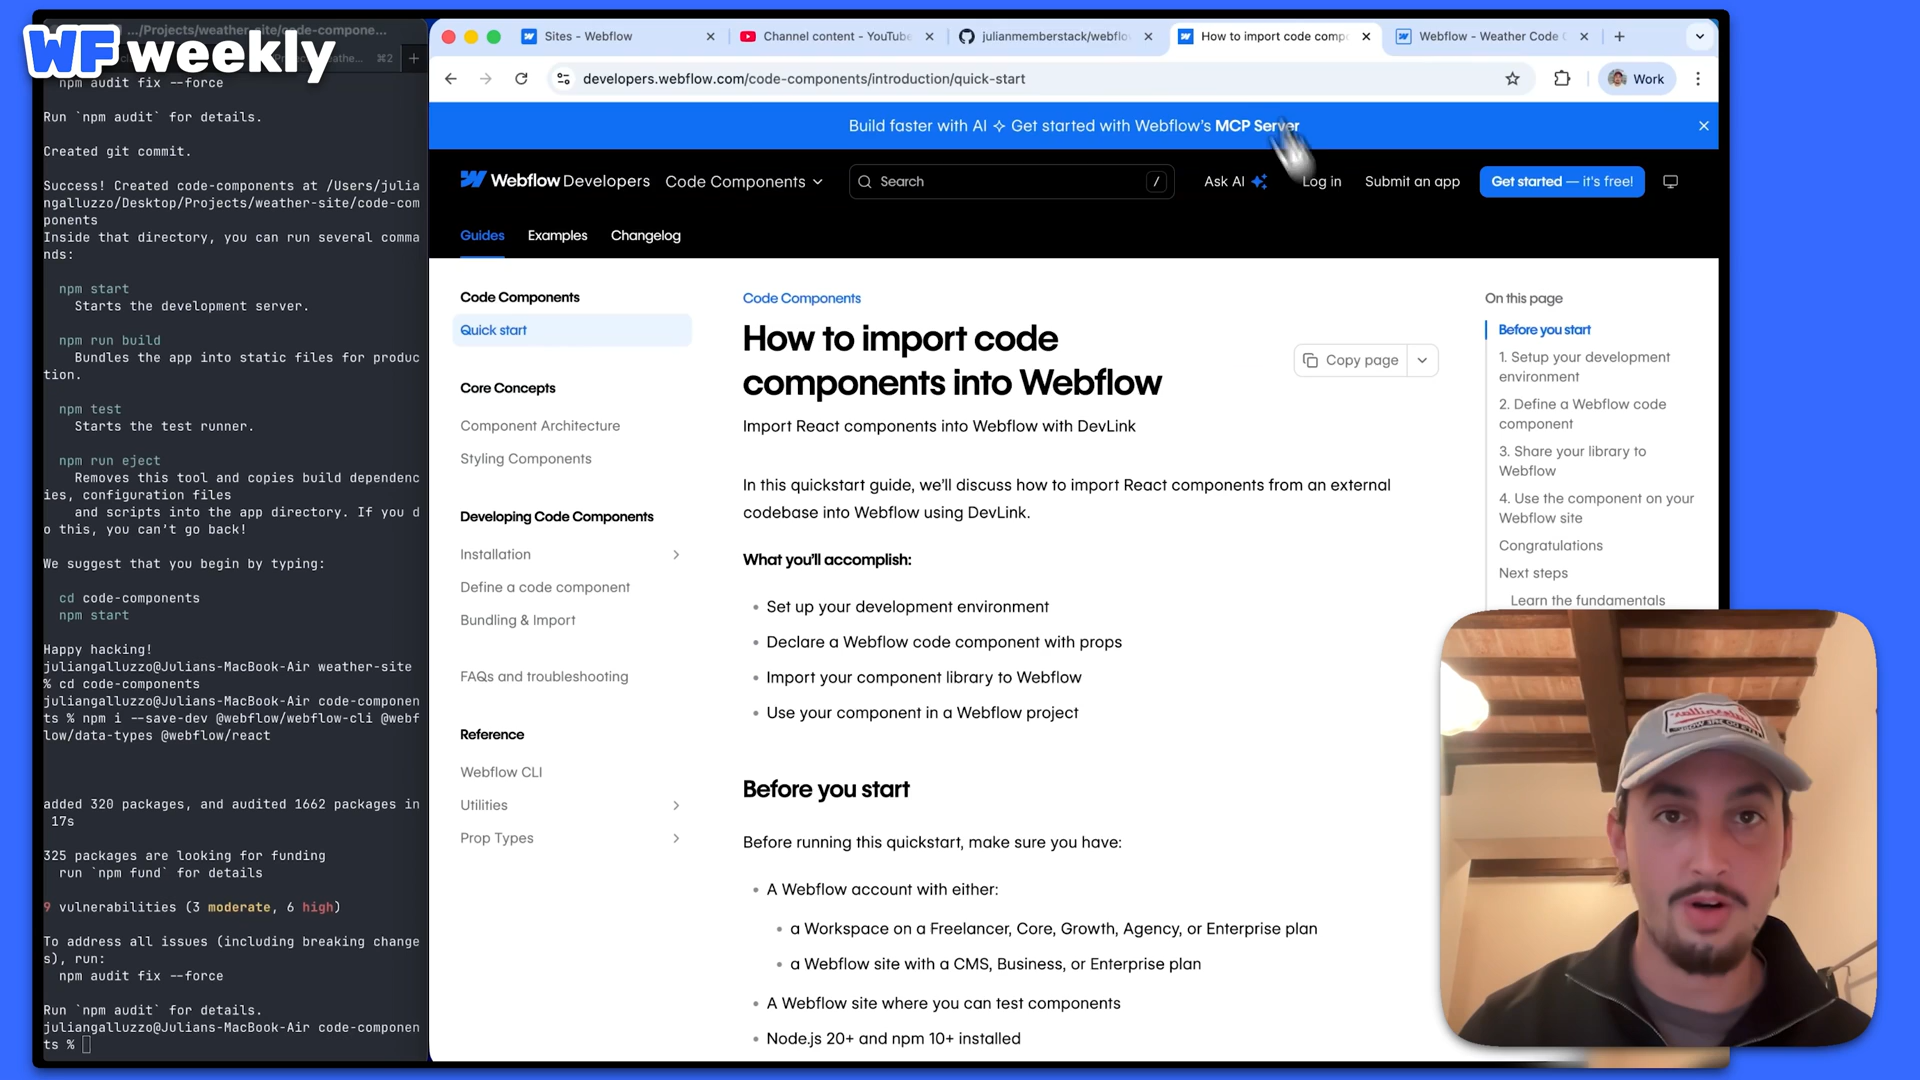 WF weekly
.../Projects/weather-site/code-compone...
⌘2
npm audit fix --force
Run `npm audit` for details.
Created git commit.
Success! Created code-components at /Users/julia
ngalluzzo/Desktop/Projects/weather-site/code-com
ponents
Inside that directory, you can run several comma
nds:
npm start
Starts the development server.
npm run build
Bundles the app into static files for produc
tion.
npm test
Starts the test runner.
npm run eject
Removes this tool and copies build dependenc
ies, configuration files
and scripts into the app directory. If you d
o this, you can't go back!
We suggest that you begin by typing:
cd code-components
npm start
Happy hacking!
juliangalluzzo@Julians-MacBook-Air weather-site
% cd code-components
juliangalluzzo@Julians-MacBook-Air code-componen
ts % npm i --save-dev @webflow/webflow-cli @webf
low/data-types @webflow/react
added 320 packages, and audited 1662 packages in
17s
325 packages are looking for funding
run `npm fund` for details
9 vulnerabilities (3 moderate, 6 high)
To address all issues (including breaking change
s), run:
npm audit fix --force
Run `npm audit` for details.
juliangalluzzo@Julians-MacBook-Air code-componen
ts %
Sites - Webflow
Channel content - YouTube
julianmemberstack/webflow
How to import code comp
Webflow - Weather Code
developers.webflow.com/code-components/introduction/quick-start
Work
Build faster with AI ✧ Get started with Webflow's MCP Server
Webflow Developers
Code Components
Search
/
Ask AI
Log in
Submit an app
Get started — it's free!
Guides
Examples
Changelog
Code Components
Quick start
Core Concepts
Component Architecture
Styling Components
Developing Code Components
Installation
Define a code component
Bundling & Import
FAQs and troubleshooting
Reference
Webflow CLI
Utilities
Prop Types
Code Components
How to import code
components into Webflow
Copy page
Import React components into Webflow with DevLink
In this quickstart guide, we'll discuss how to import React components from an external
codebase into Webflow using DevLink.
What you'll accomplish:
• Set up your development environment
• Declare a Webflow code component with props
• Import your component library to Webflow
• Use your component in a Webflow project
Before you start
Before running this quickstart, make sure you have:
• A Webflow account with either:
• a Workspace on a Freelancer, Core, Growth, Agency, or Enterprise plan
• a Webflow site with a CMS, Business, or Enterprise plan
• A Webflow site where you can test components
• Node.js 20+ and npm 10+ installed
On this page
Before you start
1. Setup your development
environment
2. Define a Webflow code
component
3. Share your library to
Webflow
4. Use the component on your
Webflow site
Congratulations
Next steps
Learn the fundamentals